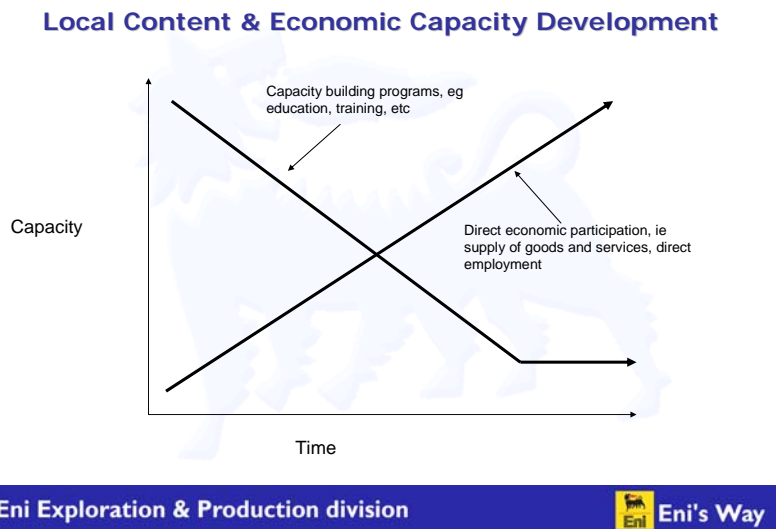 Local Content & Economic Capacity Development
Capacity building programs, eg
education, training, etc
Capacity
Direct economic participation, ie
supply of goods and services, direct
employment
Time
Eni Exploration & Production division
Eni
Eni's Way